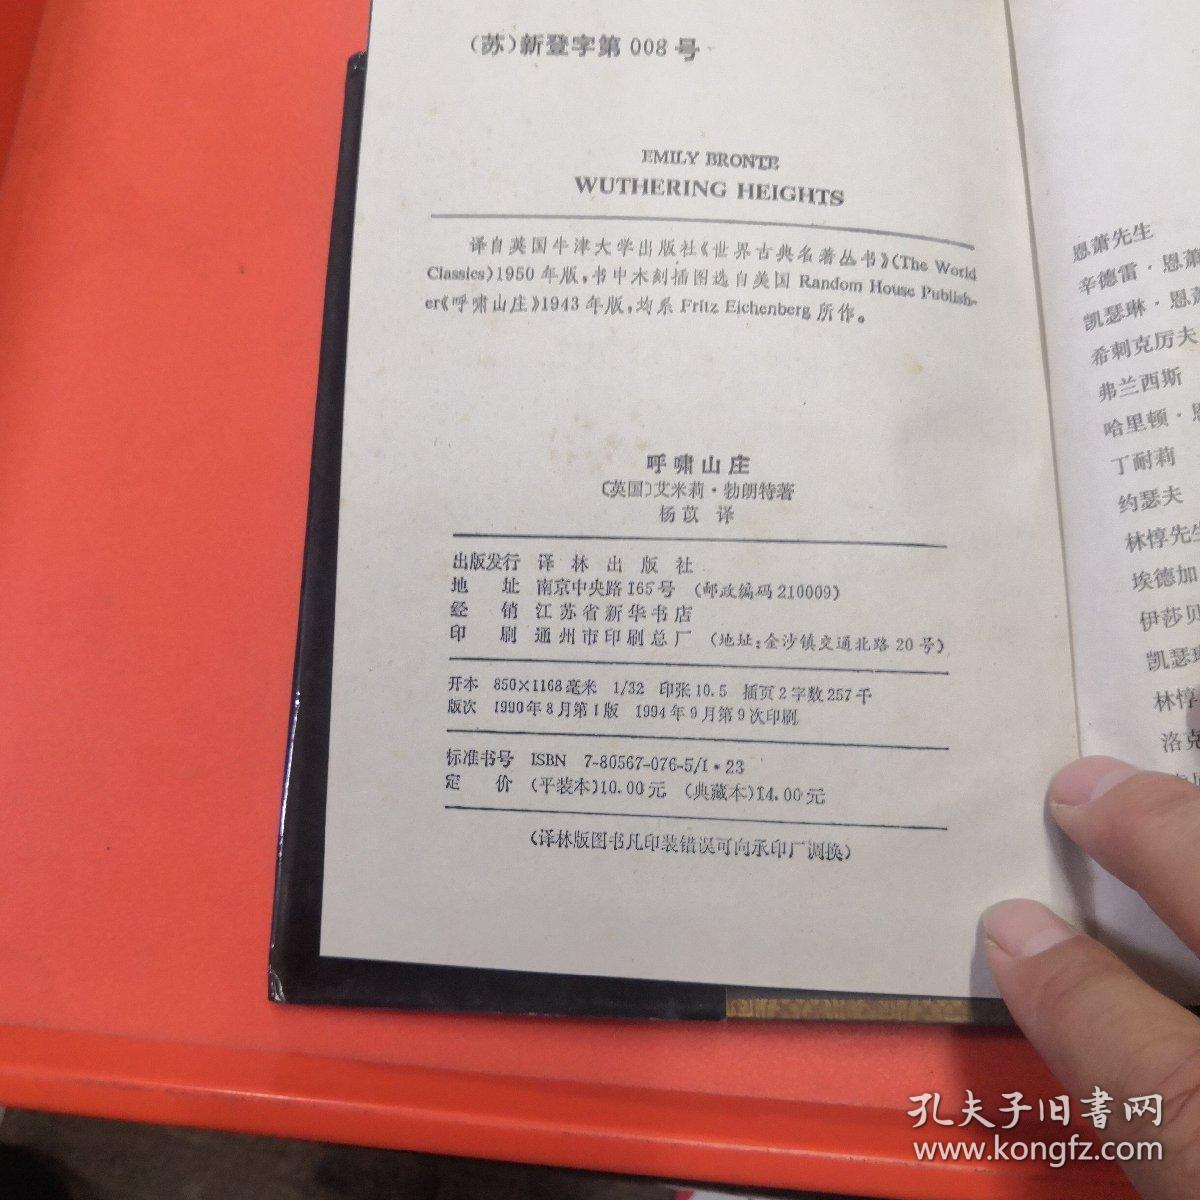 (苏)新登字第 008 号
EMILY BRONTE
WUTHERING HEIGHTS
译自英国牛津大学出版社《世界古典名著丛书》(The World
Classics)1950 年版，书中木刻插图选自美国 Random House Publish-
er《呼啸山庄》1943 年版，均系 Fritz Eichenberg 所作。
呼啸山庄
〔英国〕艾米莉·勃朗特著
杨苡 译
出版发行 译林出版社
地 址 南京中央路165号 (邮政编码210009)
经 销 江苏省新华书店
印 刷 通州市印刷总厂 (地址:金沙镇交通北路20号)
开本 850×1168毫米 1/32 印张10.5 插页2字数257千
版次 1990年8月第1版 1994年9月第9次印刷
标准书号 ISBN 7-80567-076-5/I·23
定 价 (平装本)10.00元 (典藏本)14.00元
(译林版图书凡印装错误可向承印厂调换)
恩萧先生
辛德雷·恩萧
凯瑟琳·恩萧
希刺克厉夫
弗兰西斯
哈里顿·恩
丁耐莉
约瑟夫
林惇先生
埃德加
伊莎贝
凯瑟琳
林惇
洛克
孔夫子旧书网
www.kongfz.com